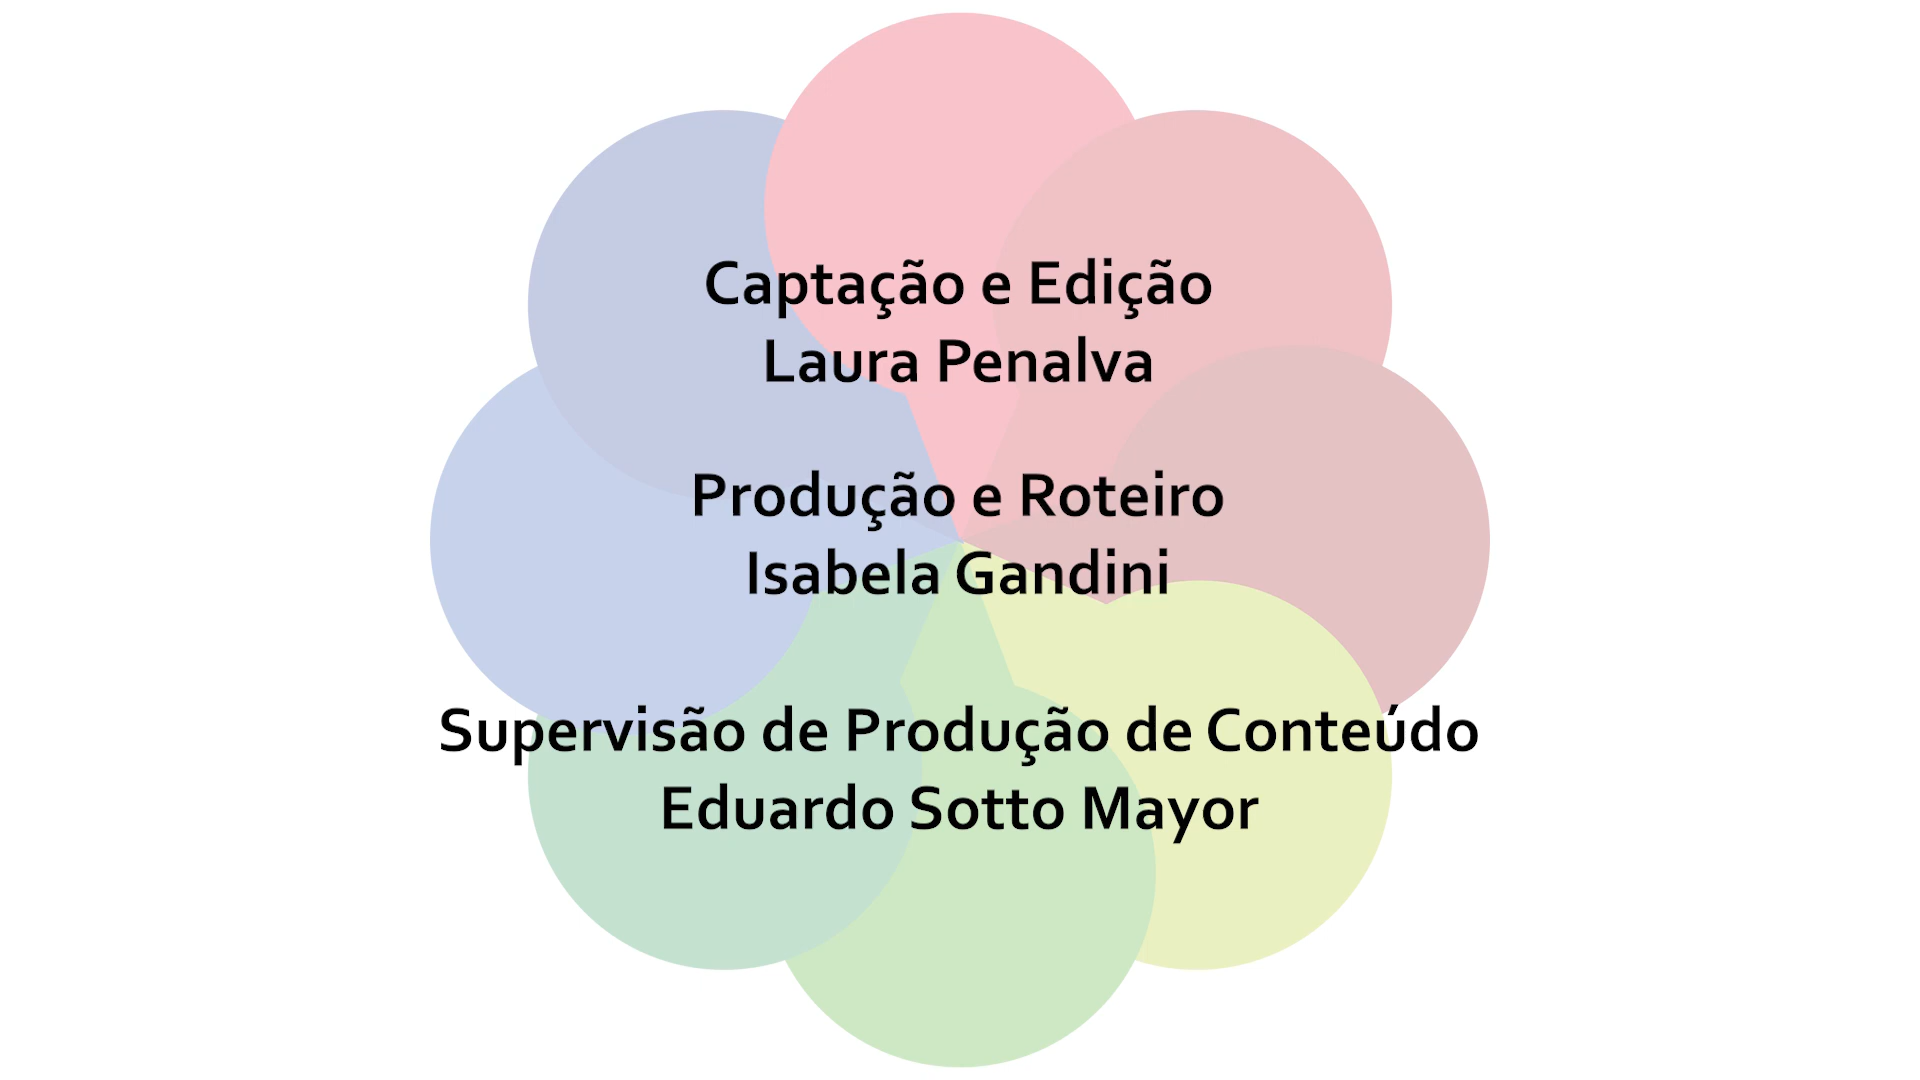 Captação e Edição
Laura Penalva
Produção e Roteiro
Isabela Gandini
Supervisão de Produção de Conteúdo
Eduardo Sotto Mayor